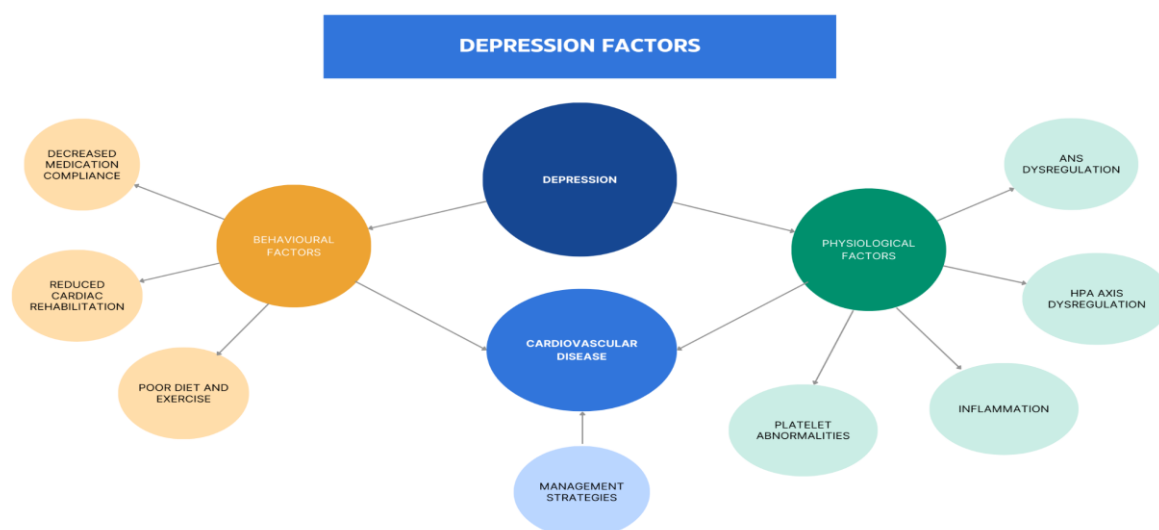 DEPRESSION FACTORS
DEPRESSION
BEHAVIOURAL
FACTORS
DECREASED
MEDICATION
COMPLIANCE
REDUCED
CARDIAC
REHABILITATION
POOR DIET AND
EXERCISE
PHYSIOLOGICAL
FACTORS
ANS
DYSREGULATION
HPA AXIS
DYSREGULATION
INFLAMMATION
PLATELET
ABNORMALITIES
CARDIOVASCULAR
DISEASE
MANAGEMENT
STRATEGIES